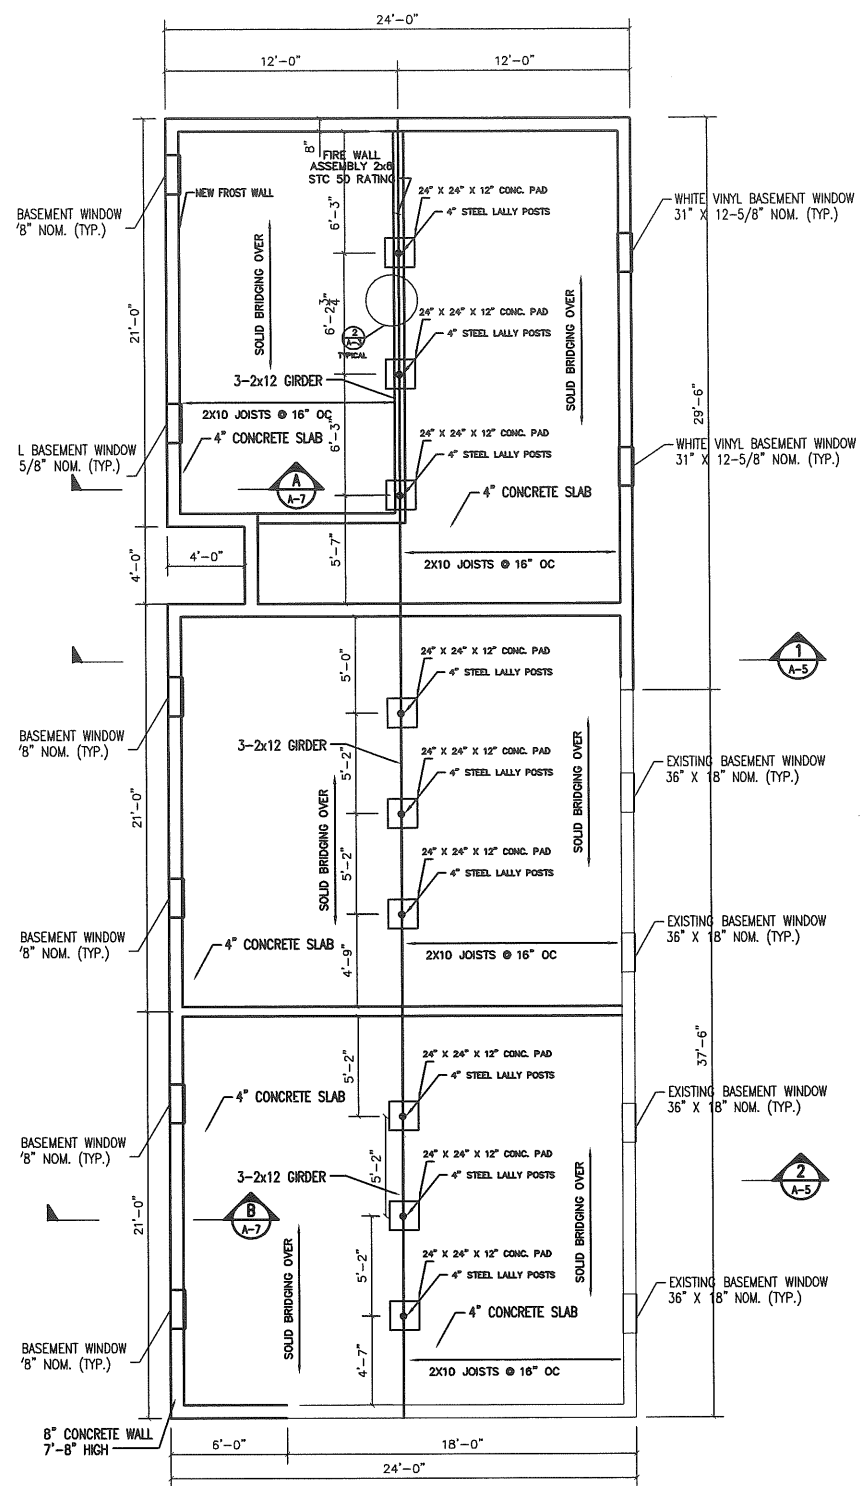 24'-0"
12'-0"
12'-0"
8"
FIRE WALL
ASSEMBLY 2x6
STC 50 RATING
NEW FROST WALL
24" X 24" X 12" CONC. PAD
4" STEEL LALLY POSTS
WHITE VINYL BASEMENT WINDOW
31" X 12-5/8" NOM. (TYP.)
BASEMENT WINDOW
'8" NOM. (TYP.)
6'-3"
SOLID BRIDGING OVER
6'-2 3/4"
24" X 24" X 12" CONC. PAD
4" STEEL LALLY POSTS
SOLID BRIDGING OVER
21'-0"
2
A-5
TYPICAL
3-2x12 GIRDER
2X10 JOISTS @ 16" OC
6'-3"
29'-6"
4" CONCRETE SLAB
24" X 24" X 12" CONC. PAD
4" STEEL LALLY POSTS
WHITE VINYL BASEMENT WINDOW
31" X 12-5/8" NOM. (TYP.)
L BASEMENT WINDOW
5/8" NOM. (TYP.)
A
A-7
4" CONCRETE SLAB
4'-0"
4'-0"
5'-7"
2X10 JOISTS @ 16" OC
24" X 24" X 12" CONC. PAD
4" STEEL LALLY POSTS
1
A-5
5'-0"
BASEMENT WINDOW
'8" NOM. (TYP.)
3-2x12 GIRDER
5'-2"
24" X 24" X 12" CONC. PAD
4" STEEL LALLY POSTS
SOLID BRIDGING OVER
EXISTING BASEMENT WINDOW
36" X 18" NOM. (TYP.)
21'-0"
SOLID BRIDGING OVER
5'-2"
24" X 24" X 12" CONC. PAD
4" STEEL LALLY POSTS
BASEMENT WINDOW
'8" NOM. (TYP.)
4" CONCRETE SLAB
4'-9"
2X10 JOISTS @ 16" OC
EXISTING BASEMENT WINDOW
36" X 18" NOM. (TYP.)
37'-6"
5'-2"
24" X 24" X 12" CONC. PAD
4" STEEL LALLY POSTS
4" CONCRETE SLAB
EXISTING BASEMENT WINDOW
36" X 18" NOM. (TYP.)
BASEMENT WINDOW
'8" NOM. (TYP.)
3-2x12 GIRDER
5'-2"
24" X 24" X 12" CONC. PAD
4" STEEL LALLY POSTS
SOLID BRIDGING OVER
2
A-5
21'-0"
B
A-7
SOLID BRIDGING OVER
5'-2"
24" X 24" X 12" CONC. PAD
4" STEEL LALLY POSTS
4" CONCRETE SLAB
EXISTING BASEMENT WINDOW
36" X 18" NOM. (TYP.)
BASEMENT WINDOW
'8" NOM. (TYP.)
4'-7"
2X10 JOISTS @ 16" OC
8" CONCRETE WALL
7'-8" HIGH
6'-0"
18'-0"
24'-0"